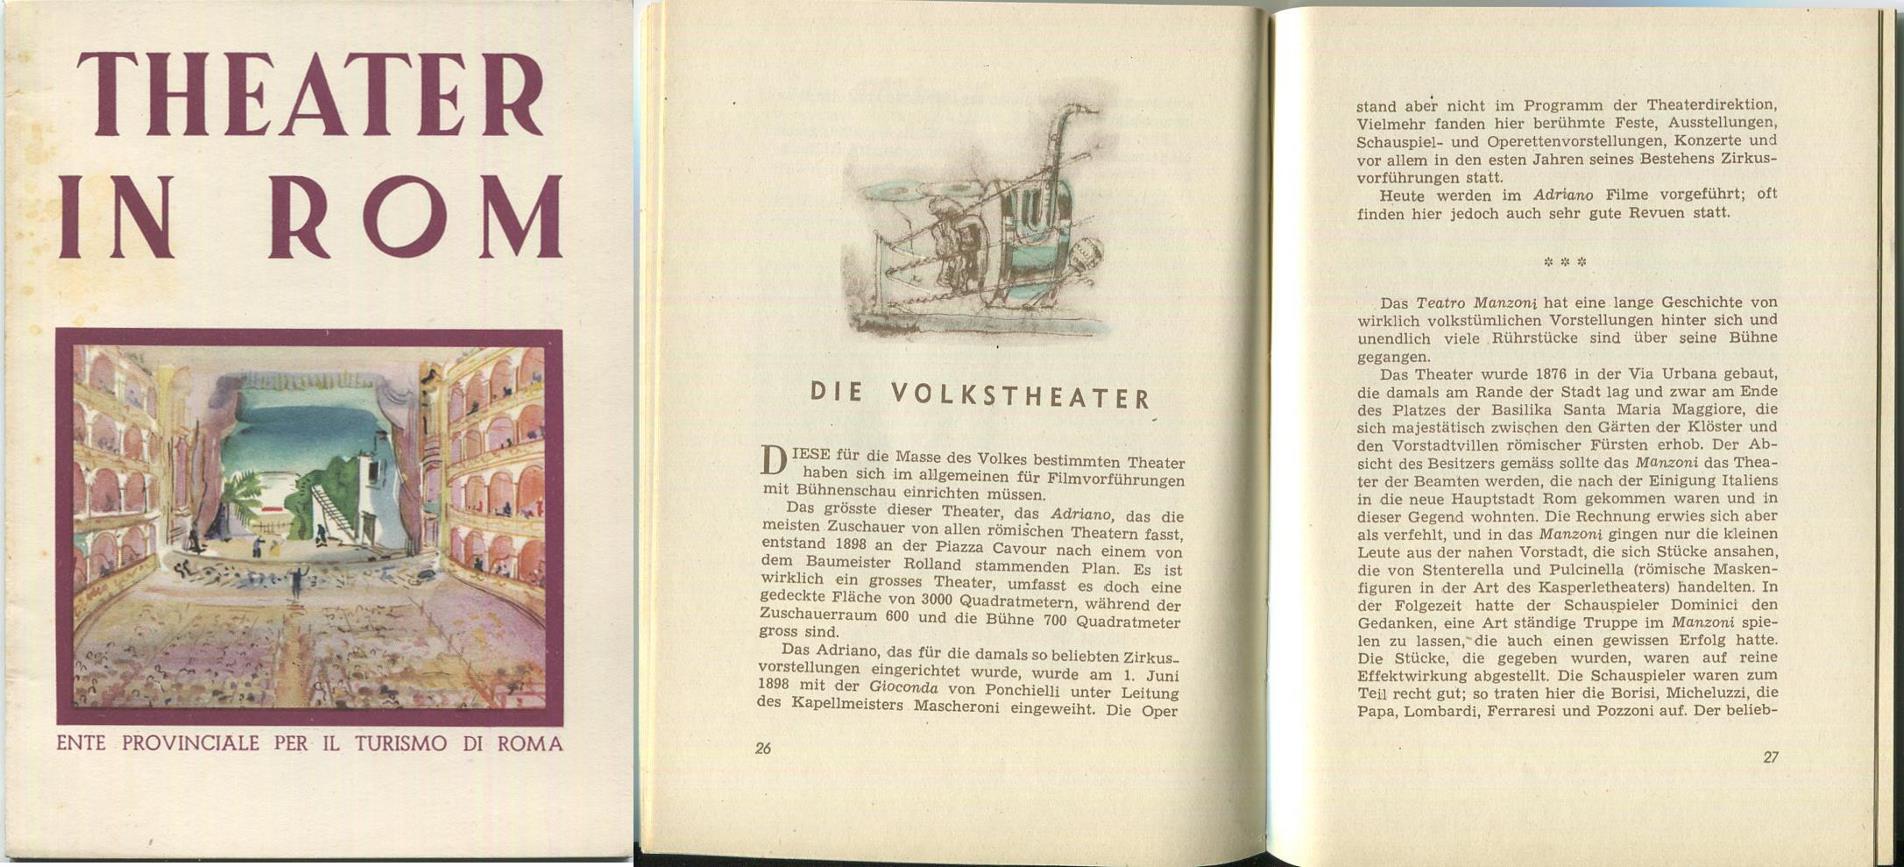 THEATER
IN ROM
ENTE PROVINCIALE PER IL TURISMO DI ROMA
DIE VOLKSTHEATER
DIESE für die Masse des Volkes bestimmten Theater
haben sich im allgemeinen für Filmvorführungen
mit Bühnenschau einrichten müssen.
Das grösste dieser Theater, das Adriano, das die
meisten Zuschauer von allen römischen Theatern fasst,
entstand 1898 an der Piazza Cavour nach einem von
dem Baumeister Rolland stammenden Plan. Es ist
wirklich ein grosses Theater, umfasst es doch eine
gedeckte Fläche von 3000 Quadratmetern, während der
Zuschauerraum 600 und die Bühne 700 Quadratmeter
gross sind.
Das Adriano, das für die damals so beliebten Zirkus-
vorstellungen eingerichtet wurde, wurde am 1. Juni
1898 mit der Gioconda von Ponchielli unter Leitung
des Kapellmeisters Mascheroni eingeweiht. Die Oper
26
stand aber nicht im Programm der Theaterdirektion,
Vielmehr fanden hier berühmte Feste, Ausstellungen,
Schauspiel- und Operettenvorstellungen, Konzerte und
vor allem in den esten Jahren seines Bestehens Zirkus-
vorführungen statt.
Heute werden im Adriano Filme vorgeführt; oft
finden hier jedoch auch sehr gute Revuen statt.
* * *
Das Teatro Manzoni hat eine lange Geschichte von
wirklich volkstümlichen Vorstellungen hinter sich und
unendlich viele Rührstücke sind über seine Bühne
gegangen.
Das Theater wurde 1876 in der Via Urbana gebaut,
die damals am Rande der Stadt lag und zwar am Ende
des Platzes der Basilika Santa Maria Maggiore, die
sich majestätisch zwischen den Gärten der Klöster und
den Vorstadtvillen römischer Fürsten erhob. Der Ab-
sicht des Besitzers gemäss sollte das Manzoni das Thea-
ter der Beamten werden, die nach der Einigung Italiens
in die neue Hauptstadt Rom gekommen waren und in
dieser Gegend wohnten. Die Rechnung erwies sich aber
als verfehlt, und in das Manzoni gingen nur die kleinen
Leute aus der nahen Vorstadt, die sich Stücke ansahen,
die von Stenterella und Pulcinella (römische Masken-
figuren in der Art des Kasperletheaters) handelten. In
der Folgezeit hatte der Schauspieler Dominici den
Gedanken, eine Art ständige Truppe im Manzoni spie-
len zu lassen, die auch einen gewissen Erfolg hatte.
Die Stücke, die gegeben wurden, waren auf reine
Effektwirkung abgestellt. Die Schauspieler waren zum
Teil recht gut; so traten hier die Borisi, Micheluzzi, die
Papa, Lombardi, Ferraresi und Pozzoni auf. Der belieb-
27